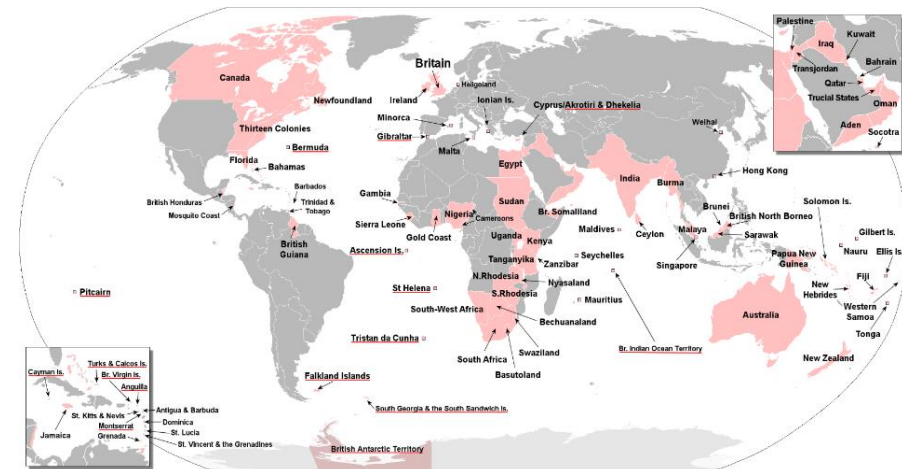 Canada
Newfoundland
Thirteen Colonies
Bermuda
Florida
Bahamas
British Honduras
Mosquito Coast
Barbados
Trinidad &
Tobago
British
Guiana
Pitcairn
Britain
Ireland
Helgoland
Ionian Is.
Minorca
Gibraltar
Malta
Cyprus/Akrotiri & Dhekelia
Weihai
Hong Kong
Egypt
Sudan
Gambia
Sierra Leone
Gold Coast
Nigeria
Cameroons
Br. Somaliland
Uganda
Kenya
Tanganyika
Zanzibar
N.Rhodesia
Nyasaland
S.Rhodesia
South-West Africa
Bechuanaland
Swaziland
South Africa
Basutoland
Ascension Is.
St Helena
Tristan da Cunha
Falkland Islands
South Georgia & the South Sandwich Is.
British Antarctic Territory
India
Burma
Ceylon
Maldives
Seychelles
Mauritius
Br. Indian Ocean Territory
Malaya
Singapore
Brunei
British North Borneo
Sarawak
Papua New
Guinea
Solomon Is.
Gilbert Is.
Nauru
Ellis Is.
Fiji
New
Hebrides
Western
Samoa
Tonga
Australia
New Zealand
Palestine
Iraq
Kuwait
Transjordan
Bahrain
Qatar
Trucial States
Oman
Aden
Socotra
Cayman Is.
Turks & Caicos Is.
Br. Virgin Is.
Anguilla
St. Kitts & Nevis
Antigua & Barbuda
Montserrat
Dominica
Jamaica
Grenada
St. Lucia
St. Vincent & the Grenadines